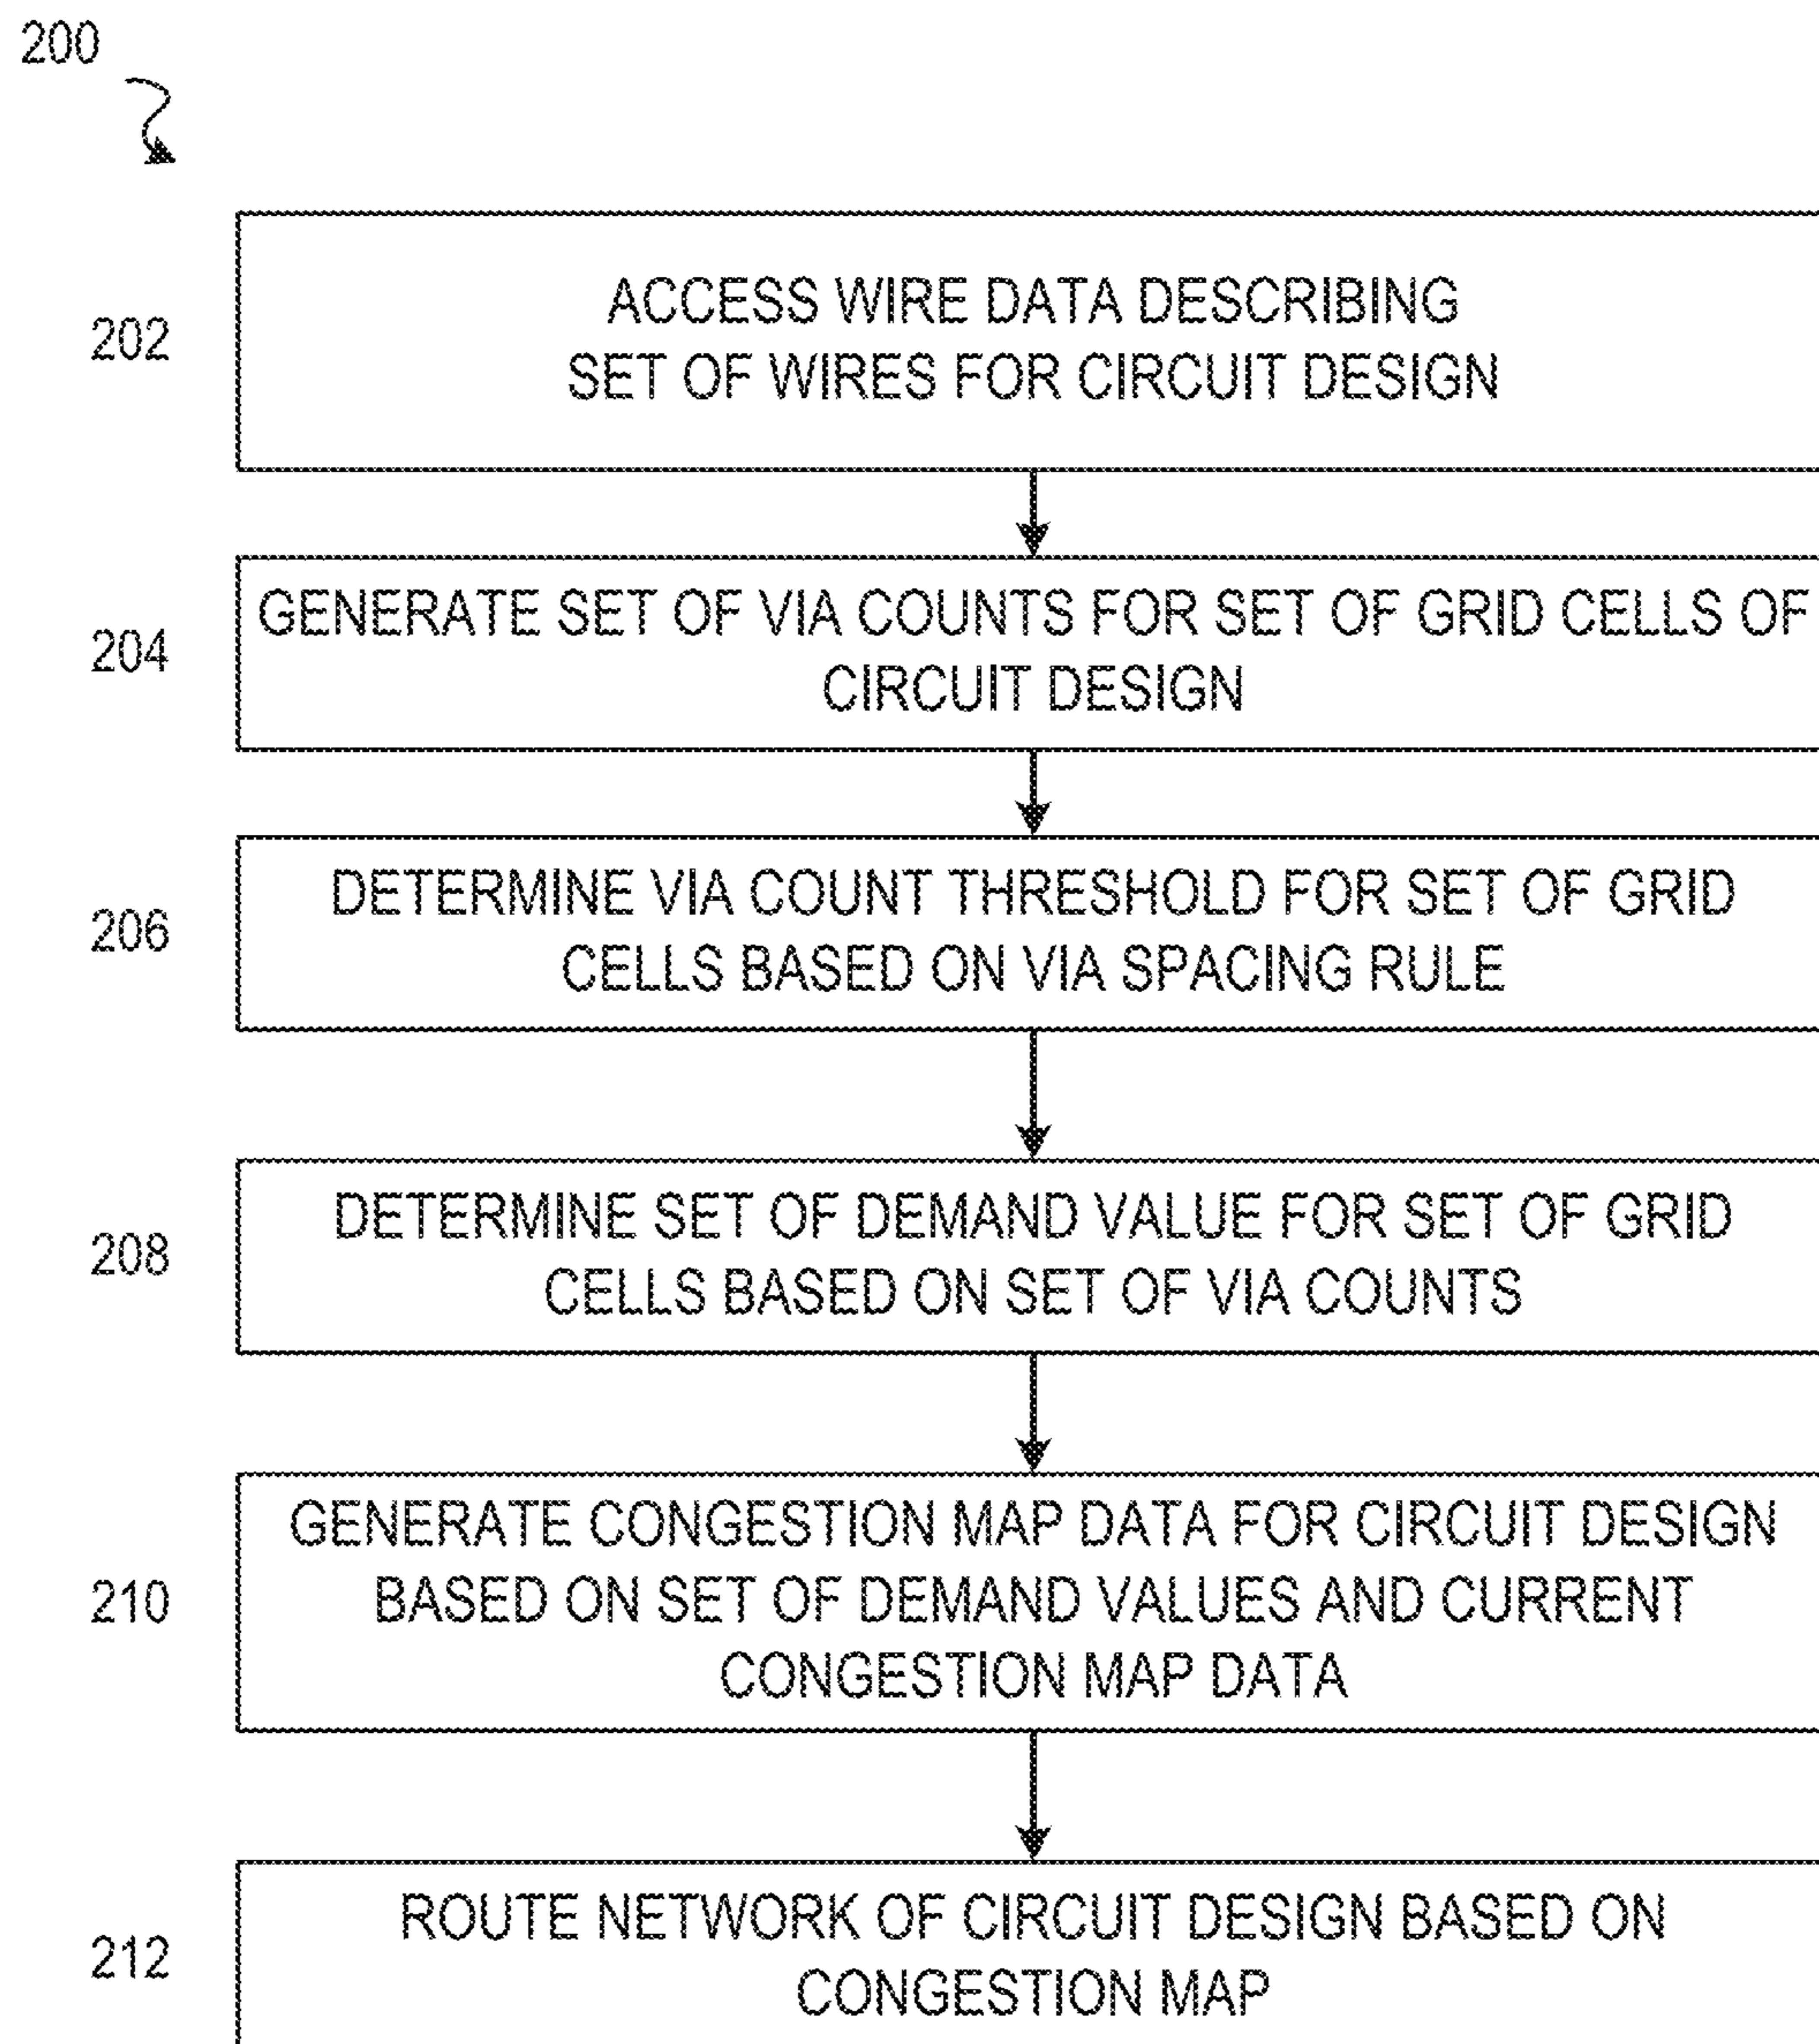 200
202
ACCESS WIRE DATA DESCRIBING
SET OF WIRES FOR CIRCUIT DESIGN
204
GENERATE SET OF VIA COUNTS FOR SET OF GRID CELLS OF
CIRCUIT DESIGN
206
DETERMINE VIA COUNT THRESHOLD FOR SET OF GRID
CELLS BASED ON VIA SPACING RULE
208
DETERMINE SET OF DEMAND VALUE FOR SET OF GRID
CELLS BASED ON SET OF VIA COUNTS
210
GENERATE CONGESTION MAP DATA FOR CIRCUIT DESIGN
BASED ON SET OF DEMAND VALUES AND CURRENT
CONGESTION MAP DATA
212
ROUTE NETWORK OF CIRCUIT DESIGN BASED ON
CONGESTION MAP